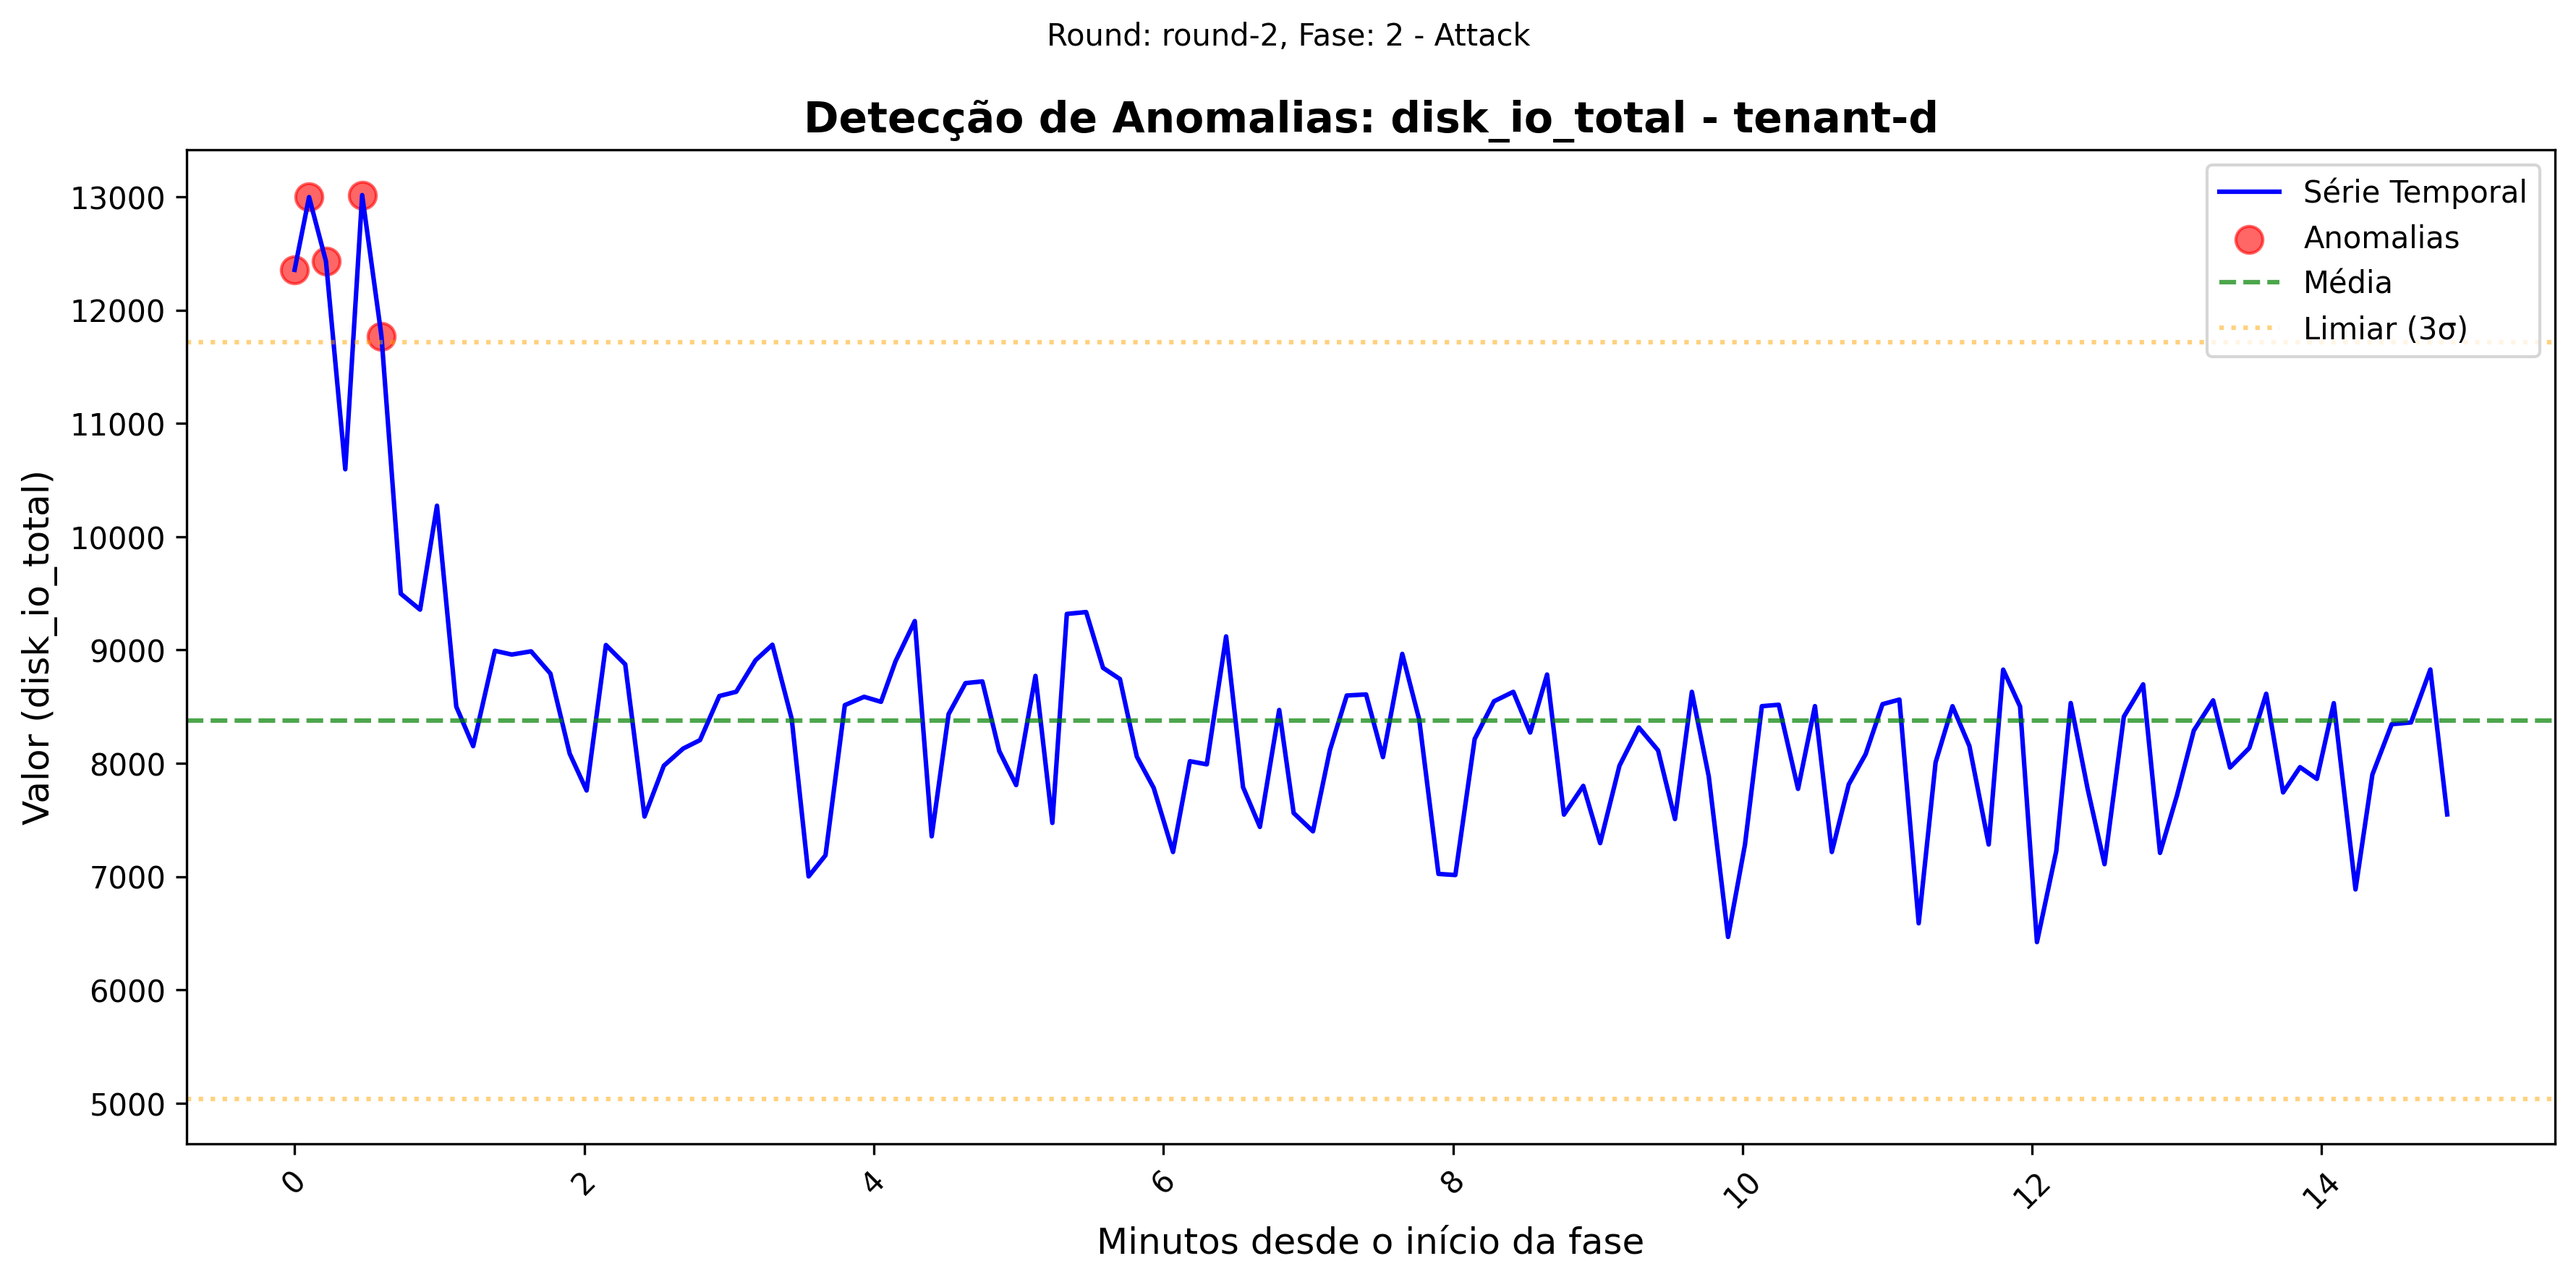 Round: round-2, Fase: 2 - Attack
Detecção de Anomalias: disk_io_total - tenant-d
Série Temporal
Anomalias
Média
Limiar (3σ)
Valor (disk_io_total)
13000
12000
11000
10000
9000
8000
7000
6000
5000
0
2
4
6
8
10
12
14
Minutos desde o início da fase